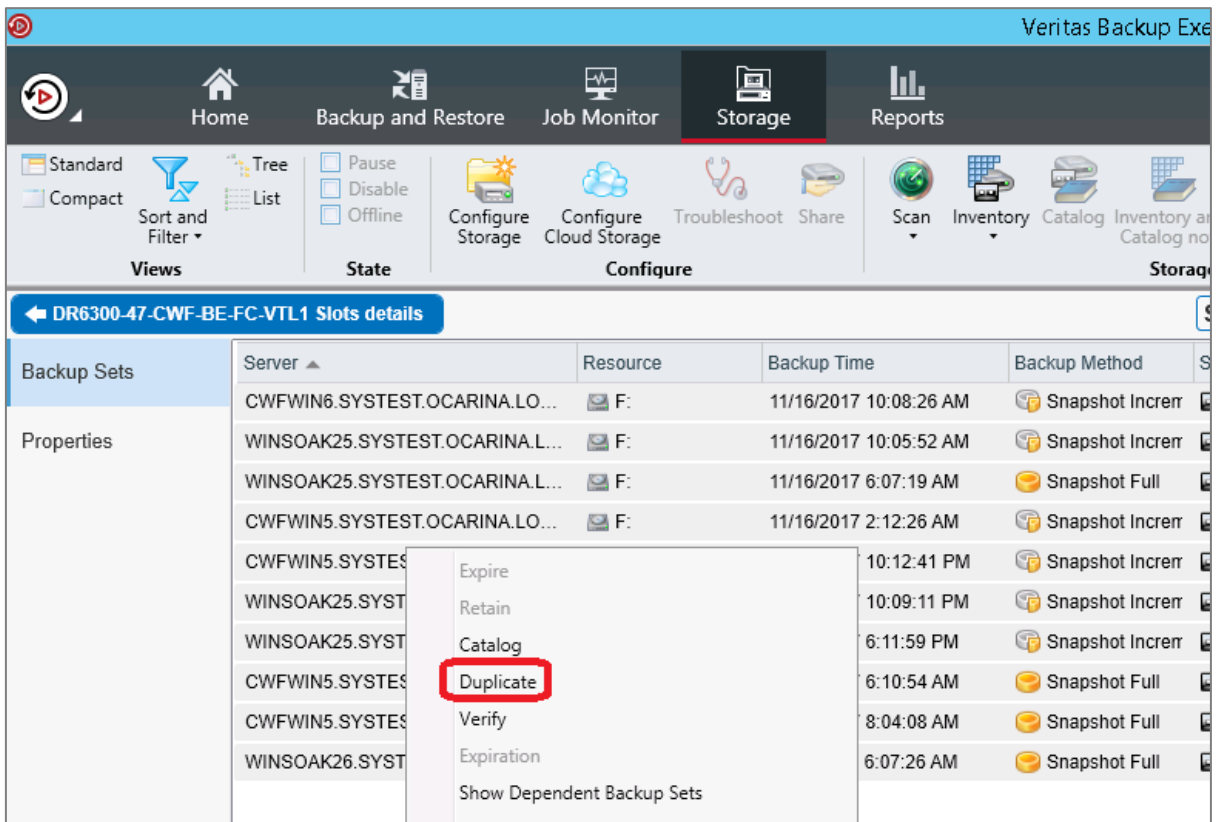 Veritas Backup Exe
Home
Backup and Restore
Job Monitor
Storage
Reports
Standard
Compact
Sort and
Filter
Tree
List
Views
Pause
Disable
Offline
State
Configure
Storage
Configure
Cloud Storage
Troubleshoot
Share
Configure
Scan
Inventory
Catalog
Inventory an
Catalog no
Storag
DR6300-47-CWF-BE-FC-VTL1 Slots details
S
Backup Sets
Properties
Server Resource Backup Time Backup Method S
CWFWIN6.SYSTEST.OCARINA.LO... F: 11/16/2017 10:08:26 AM Snapshot Increm
WINSOAK25.SYSTEST.OCARINA.L... F: 11/16/2017 10:05:52 AM Snapshot Increm
WINSOAK25.SYSTEST.OCARINA.L... F: 11/16/2017 6:07:19 AM Snapshot Full
CWFWIN5.SYSTEST.OCARINA.LO... F: 11/16/2017 2:12:26 AM Snapshot Increm
CWFWIN5.SYSTES 10:12:41 PM Snapshot Increm
WINSOAK25.SYST 10:09:11 PM Snapshot Increm
WINSOAK25.SYST 6:11:59 PM Snapshot Increm
CWFWIN5.SYSTES 6:10:54 AM Snapshot Full
CWFWIN5.SYSTES 8:04:08 AM Snapshot Full
WINSOAK26.SYST 6:07:26 AM Snapshot Full
Expire
Retain
Catalog
Duplicate
Verify
Expiration
Show Dependent Backup Sets